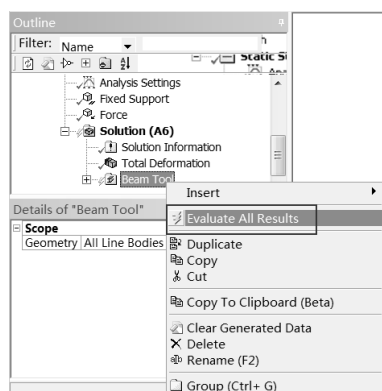 Outline
Filter: Name
Static St
Analysis Settings
Fixed Support
Force
Solution (A6)
Solution Information
Total Deformation
Beam Tool
Insert
Details of "Beam Tool"
Evaluate All Results
Scope
Geometry All Line Bodies
Duplicate
Copy
Cut
Copy To Clipboard (Beta)
Clear Generated Data
Delete
Rename (F2)
Group (Ctrl+ G)